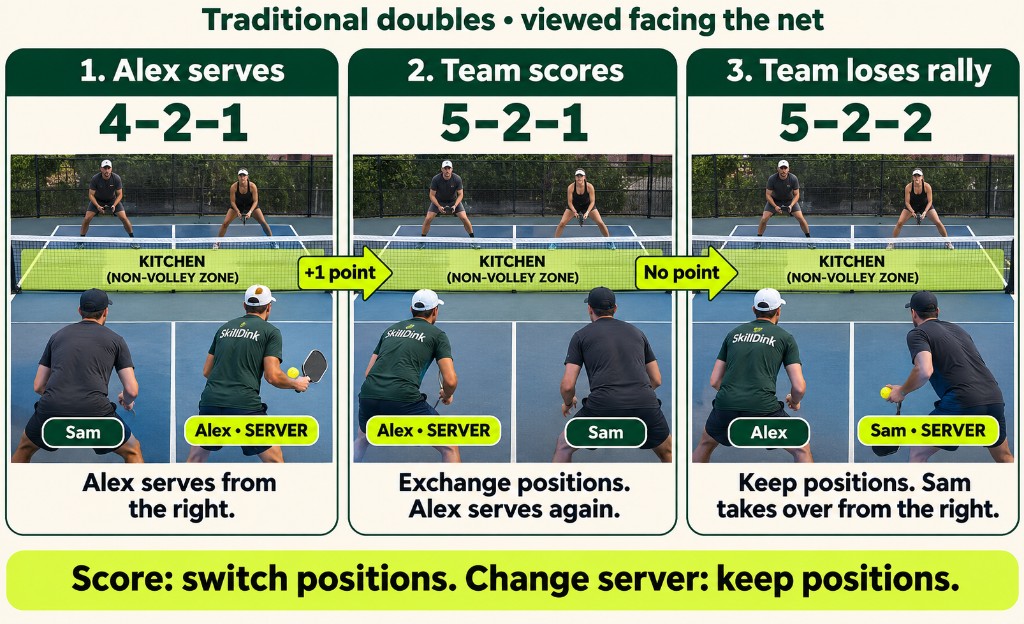 Traditional doubles • viewed facing the net
1. Alex serves
4–2–1
KITCHEN
(NON-VOLLEY ZONE)
SkillDink
Sam
Alex • SERVER
Alex serves from
the right.
+1 point
2. Team scores
5–2–1
KITCHEN
(NON-VOLLEY ZONE)
SkillDink
Alex • SERVER
Sam
Exchange positions.
Alex serves again.
No point
3. Team loses rally
5–2–2
KITCHEN
(NON-VOLLEY ZONE)
SkillDink
Alex
Sam • SERVER
Keep positions. Sam
takes over from the right.
Score: switch positions. Change server: keep positions.